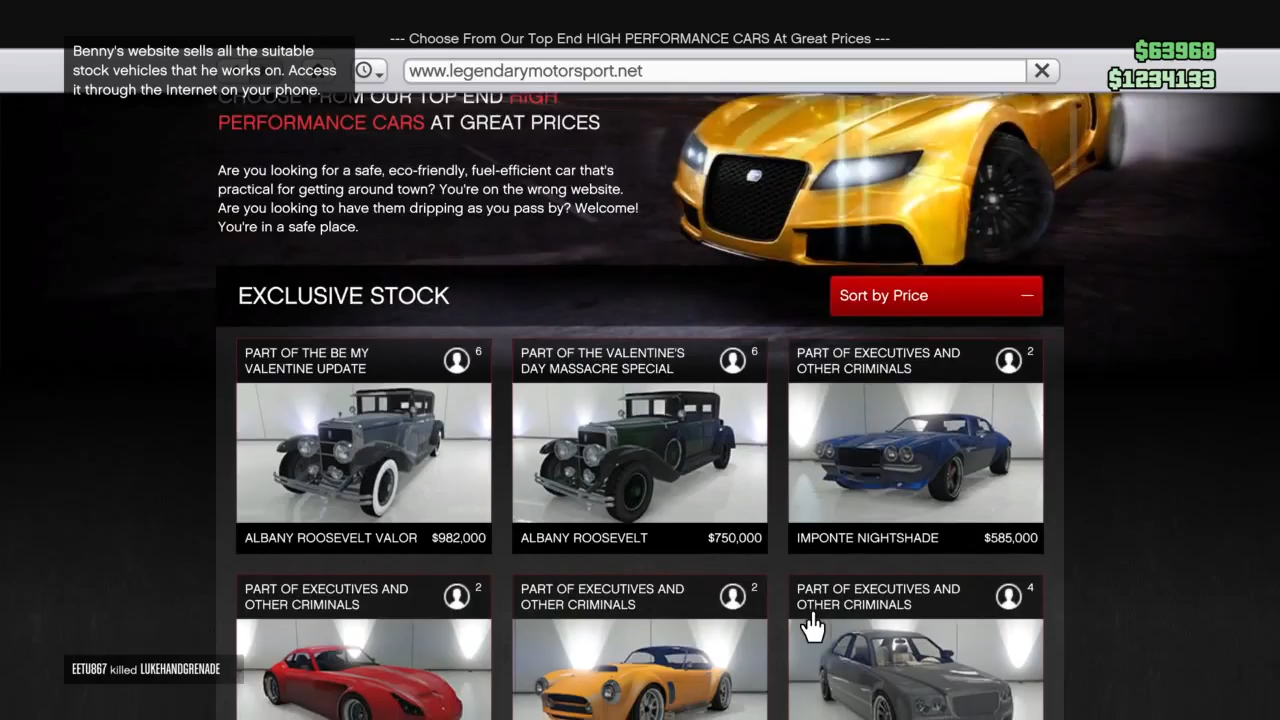 --- Choose From Our Top End HIGH PERFORMANCE CARS At Great Prices ---
Benny's website sells all the suitable
stock vehicles that he works on. Access
it through the Internet on your phone.
www.legendarymotorsport.net
$63968
$1234133
CHOOSE FROM OUR TOP END HIGH
PERFORMANCE CARS AT GREAT PRICES
Are you looking for a safe, eco-friendly, fuel-efficient car that's
practical for getting around town? You're on the wrong website.
Are you looking to have them dripping as you pass by? Welcome!
You're in a safe place.
EXCLUSIVE STOCK
Sort by Price
PART OF THE BE MY
VALENTINE UPDATE
6
ALBANY ROOSEVELT VALOR $982,000
PART OF THE VALENTINE'S
DAY MASSACRE SPECIAL
6
ALBANY ROOSEVELT $750,000
PART OF EXECUTIVES AND
OTHER CRIMINALS
2
IMPONTE NIGHTSHADE $585,000
PART OF EXECUTIVES AND
OTHER CRIMINALS
2
PART OF EXECUTIVES AND
OTHER CRIMINALS
2
PART OF EXECUTIVES AND
OTHER CRIMINALS
4
EETU867 killed LUKEHANDGRENADE